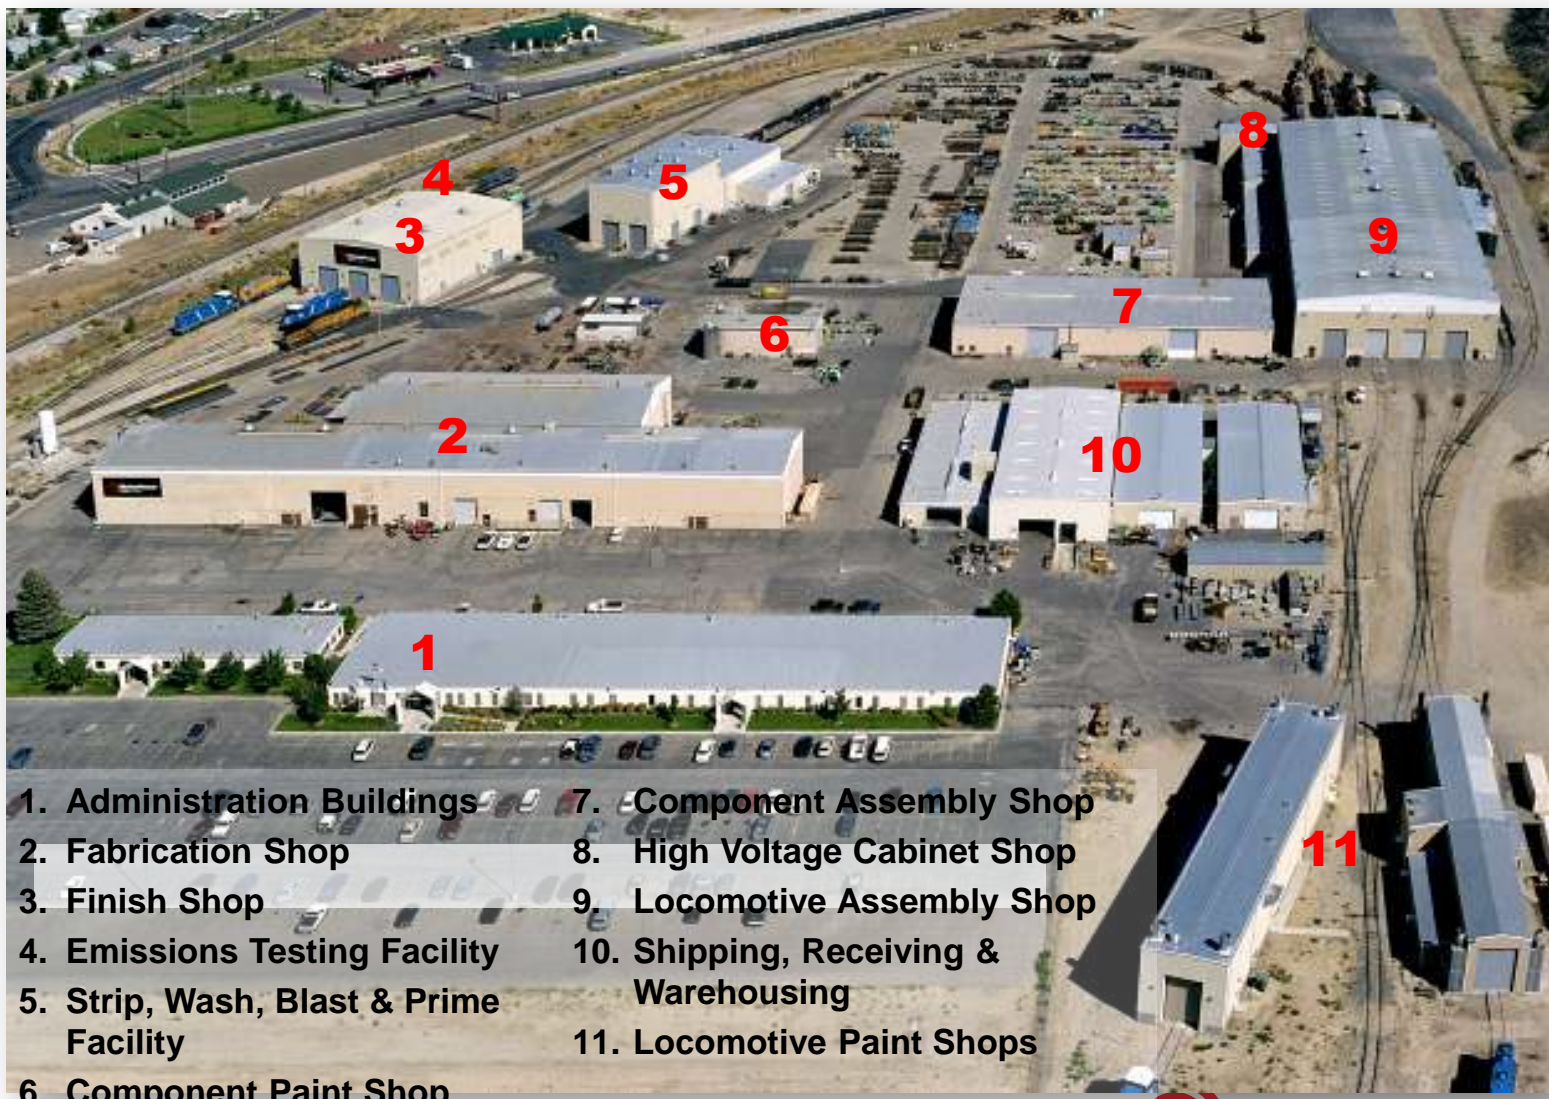 8
4
5
3
9
7
6
2
10
1
11
1. Administration Buildings
2. Fabrication Shop
3. Finish Shop
4. Emissions Testing Facility
5. Strip, Wash, Blast & Prime
Facility
6. Component Paint Shop
7. Component Assembly Shop
8. High Voltage Cabinet Shop
9. Locomotive Assembly Shop
10. Shipping, Receiving &
Warehousing
11. Locomotive Paint Shops